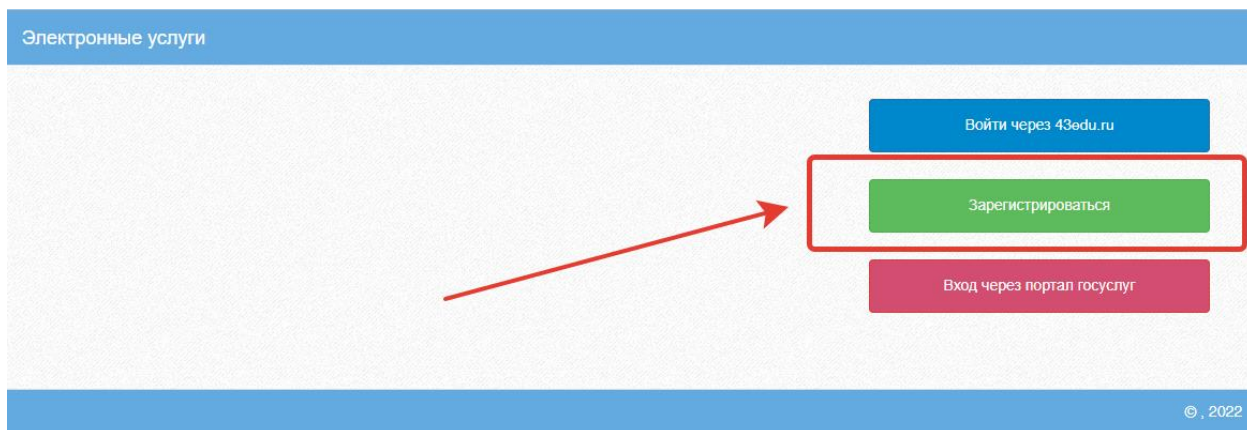 Электронные услуги
Войти через 43edu.ru
Зарегистрироваться
Вход через портал госуслуг
© , 2022